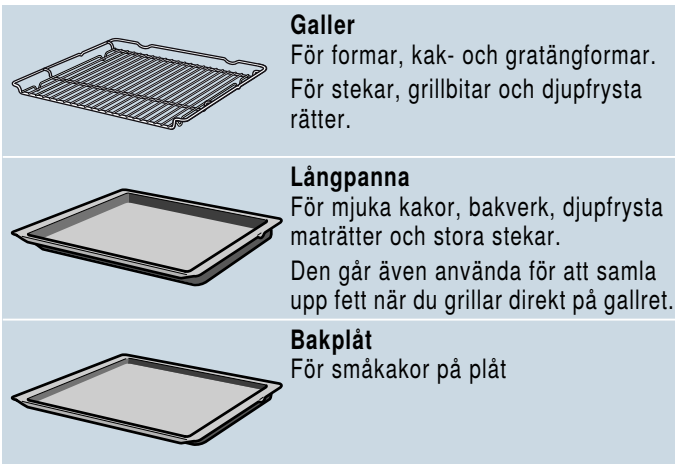 Galler
För formar, kak- och gratängformar.
För stekar, grillbitar och djupfrysta
rätter.
Långpanna
För mjuka kakor, bakverk, djupfrysta
maträtter och stora stekar.
Den går även använda för att samla
upp fett när du grillar direkt på gallret.
Bakplåt
För småkakor på plåt